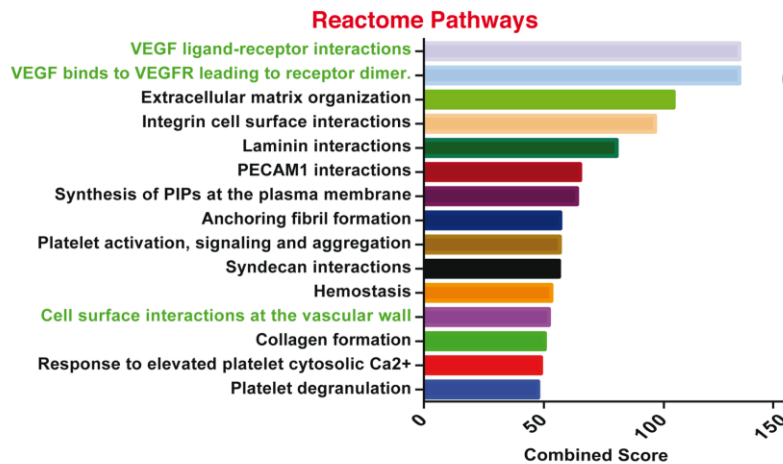 Reactome Pathways
VEGF ligand-receptor interactions
VEGF binds to VEGFR leading to receptor dimer.
Extracellular matrix organization
Integrin cell surface interactions
Laminin interactions
PECAM1 interactions
Synthesis of PIPs at the plasma membrane
Anchoring fibril formation
Platelet activation, signaling and aggregation
Syndecan interactions
Hemostasis
Cell surface interactions at the vascular wall
Collagen formation
Response to elevated platelet cytosolic Ca2+
Platelet degranulation
0 50 100 150
Combined Score